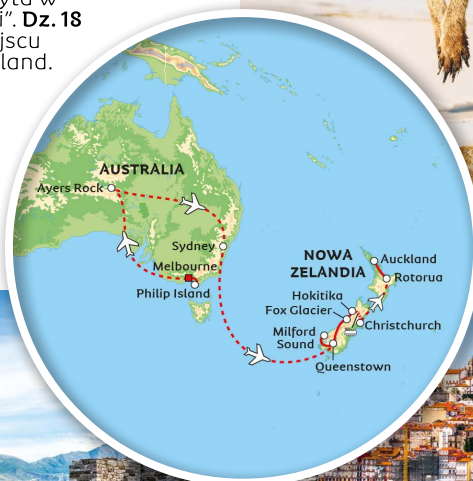 i”. Dz. 18
jscu
land.
AUSTRALIA
Ayers Rock
Sydney
Melbourne
Philip Island
NOWA
ZELANDIA
Auckland
Rotorua
Hokitika
Fox Glacier
Christchurch
Milford
Sound
Queenstown